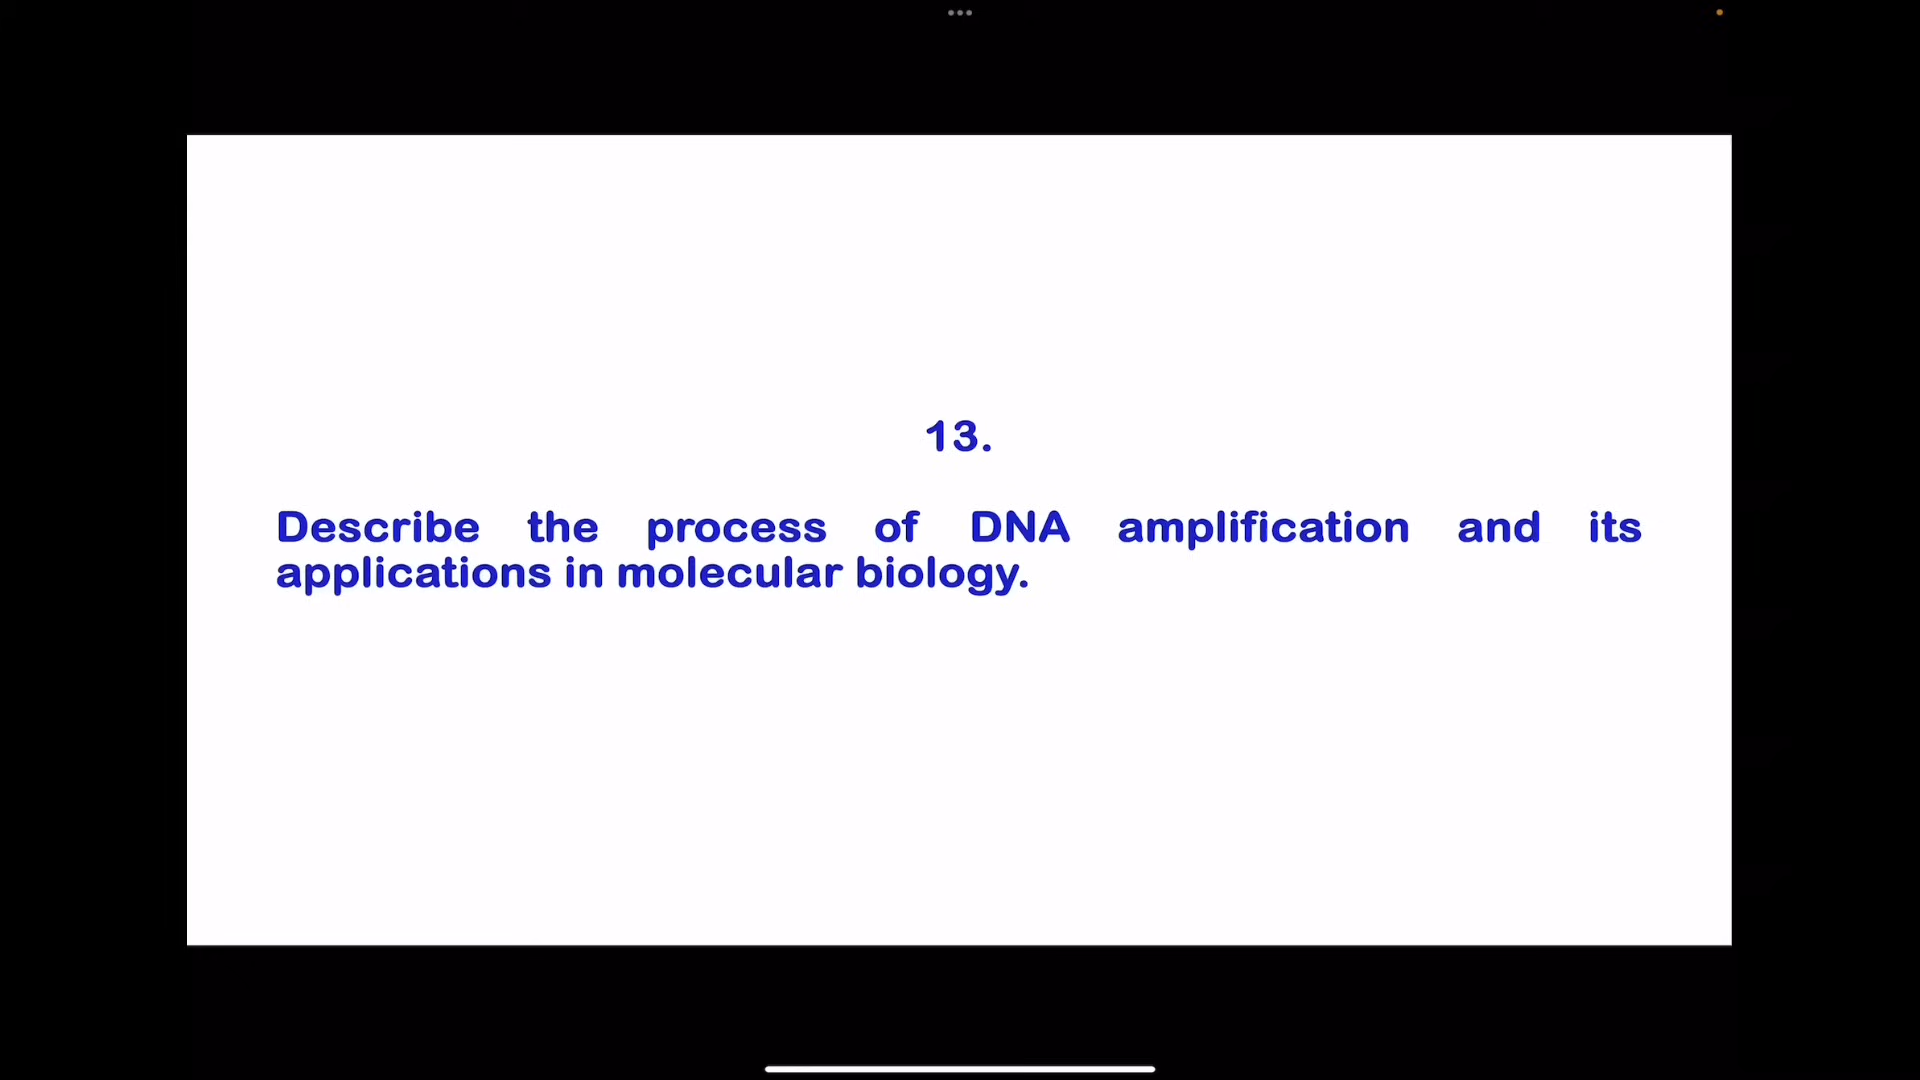 13.
Describe the process of DNA amplification and its
applications in molecular biology.